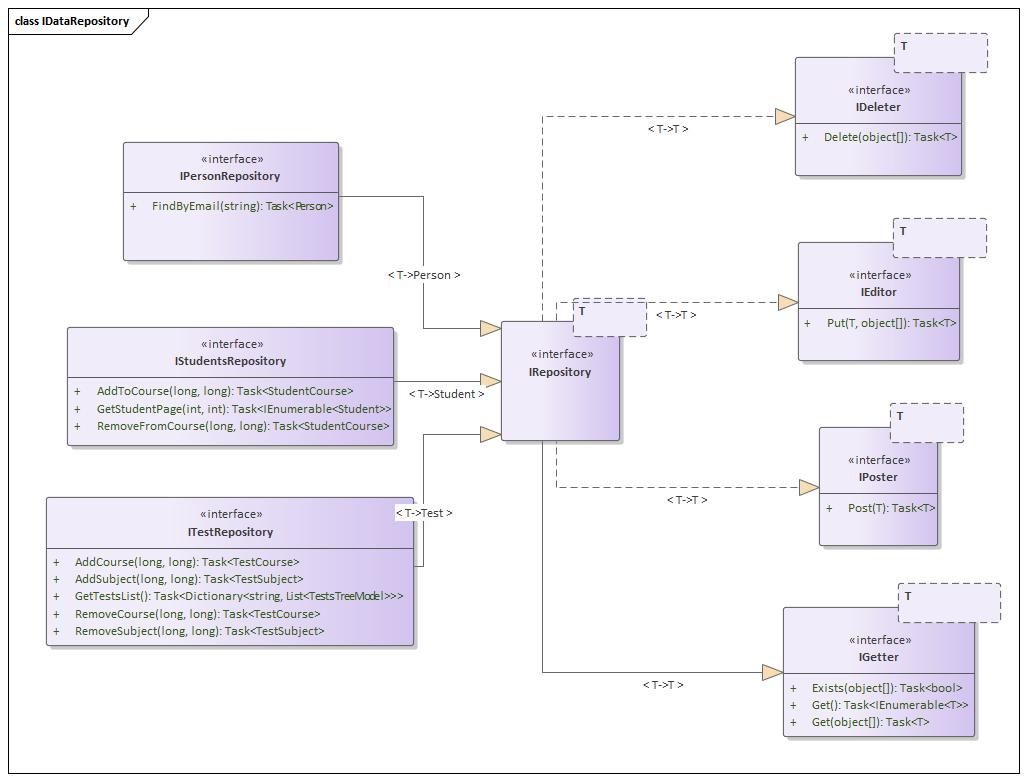 class IDataRepository
«interface»
IPersonRepository
+ FindByEmail(string): Task<Person>
< T->Person >
«interface»
IStudentsRepository
+ AddToCourse(long, long): Task<StudentCourse>
+ GetStudentPage(int, int): Task<IEnumerable<Student>>
+ RemoveFromCourse(long, long): Task<StudentCourse>
< T->Student >
«interface»
ITestRepository
+ AddCourse(long, long): Task<TestCourse>
+ AddSubject(long, long): Task<TestSubject>
+ GetTestsList(): Task<Dictionary<string, List<TestsTreeModel>>>
+ RemoveCourse(long, long): Task<TestCourse>
+ RemoveSubject(long, long): Task<TestSubject>
< T->Test >
T
«interface»
IRepository
< T->T >
T
«interface»
IDeleter
+ Delete(object[]): Task<T>
< T->T >
T
«interface»
IEditor
+ Put(T, object[]): Task<T>
< T->T >
T
«interface»
IPoster
+ Post(T): Task<T>
< T->T >
T
«interface»
IGetter
+ Exists(object[]): Task<bool>
+ Get(): Task<IEnumerable<T>>
+ Get(object[]): Task<T>